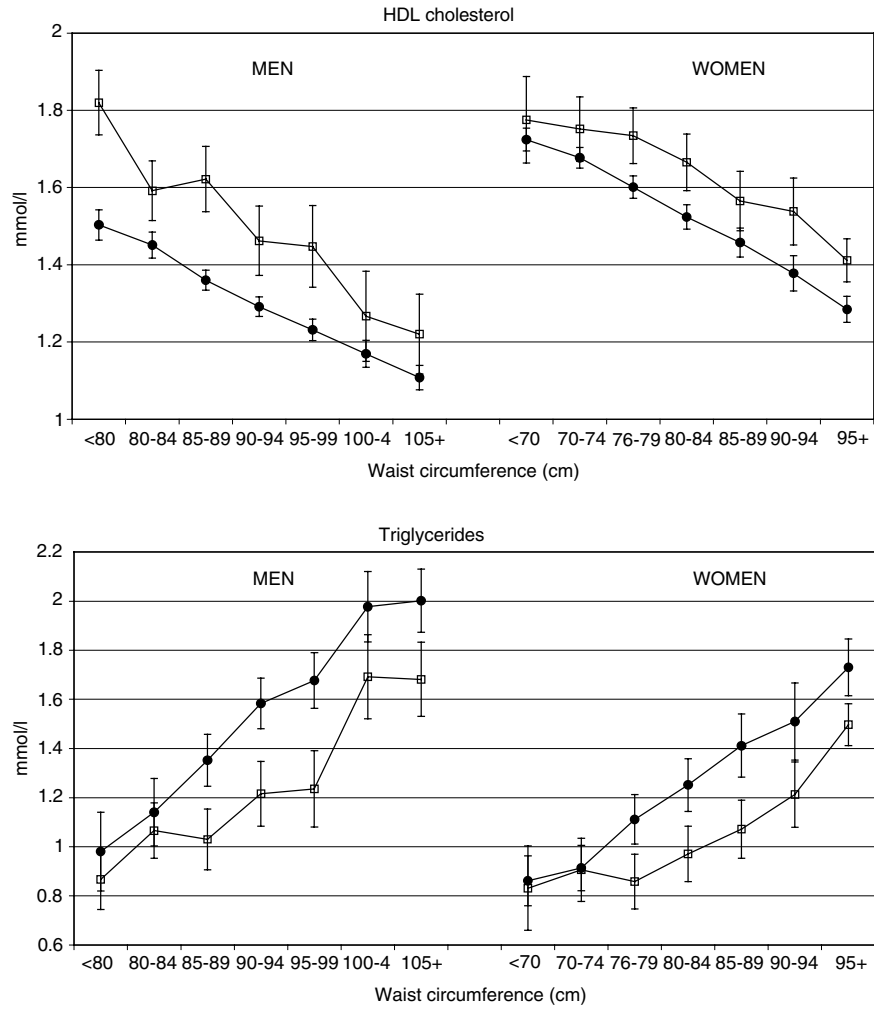 HDL cholesterol
2
1.8
1.6
1.4
1.2
1
mmol/l
MEN
WOMEN
<80 80-84 85-89 90-94 95-99 100-4 105+
<70 70-74 76-79 80-84 85-89 90-94 95+
Waist circumference (cm)
Triglycerides
2.2
2
1.8
1.6
1.4
1.2
1
0.8
0.6
mmol/l
MEN
WOMEN
<80 80-84 85-89 90-94 95-99 100-4 105+
<70 70-74 76-79 80-84 85-89 90-94 95+
Waist circumference (cm)